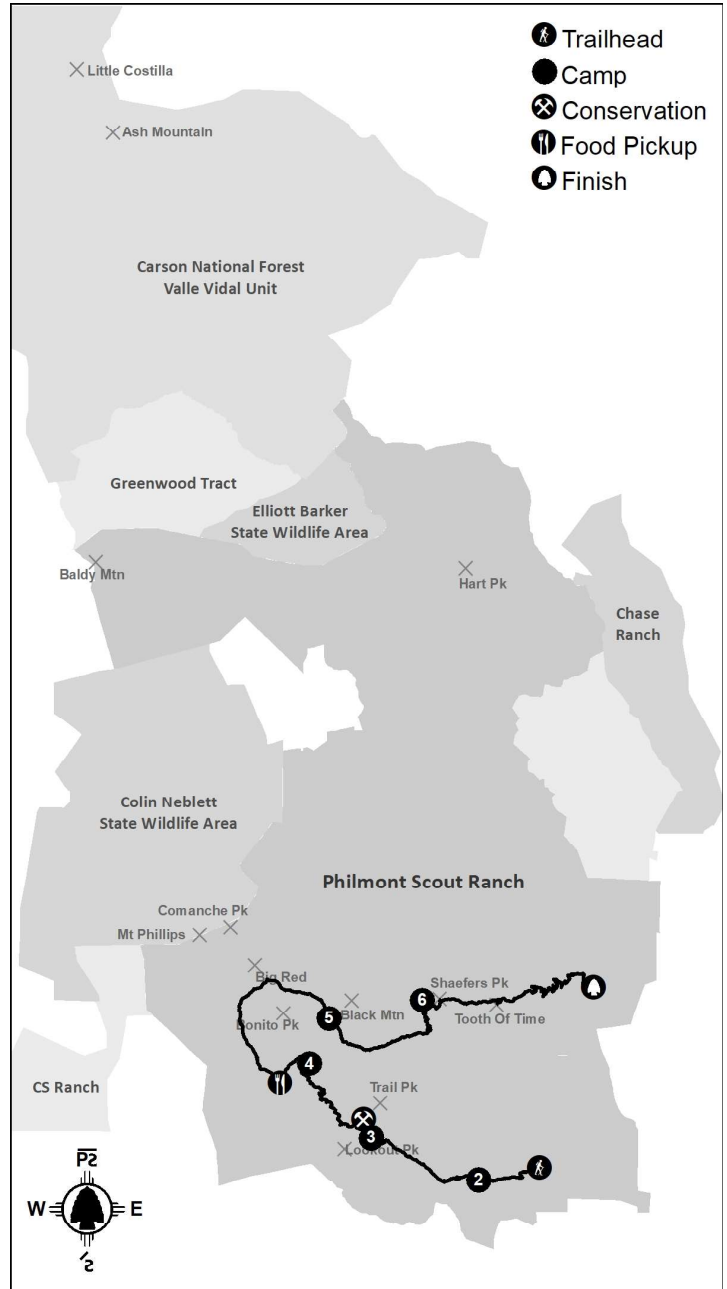 Trailhead
Camp
Conservation
Food Pickup
Finish
Little Costilla
Ash Mountain
Carson National Forest
Valle Vidal Unit
Greenwood Tract
Elliott Barker
State Wildlife Area
Baldy Mtn
Hart Pk
Chase
Ranch
Colin Neblett
State Wildlife Area
Philmont Scout Ranch
Comanche Pk
Mt Phillips
Big Red
Shaefers Pk
6
Black Mtn
5
Tooth Of Time
Bonito Pk
4
CS Ranch
Trail Pk
3
Lookout Pk
2
W
E